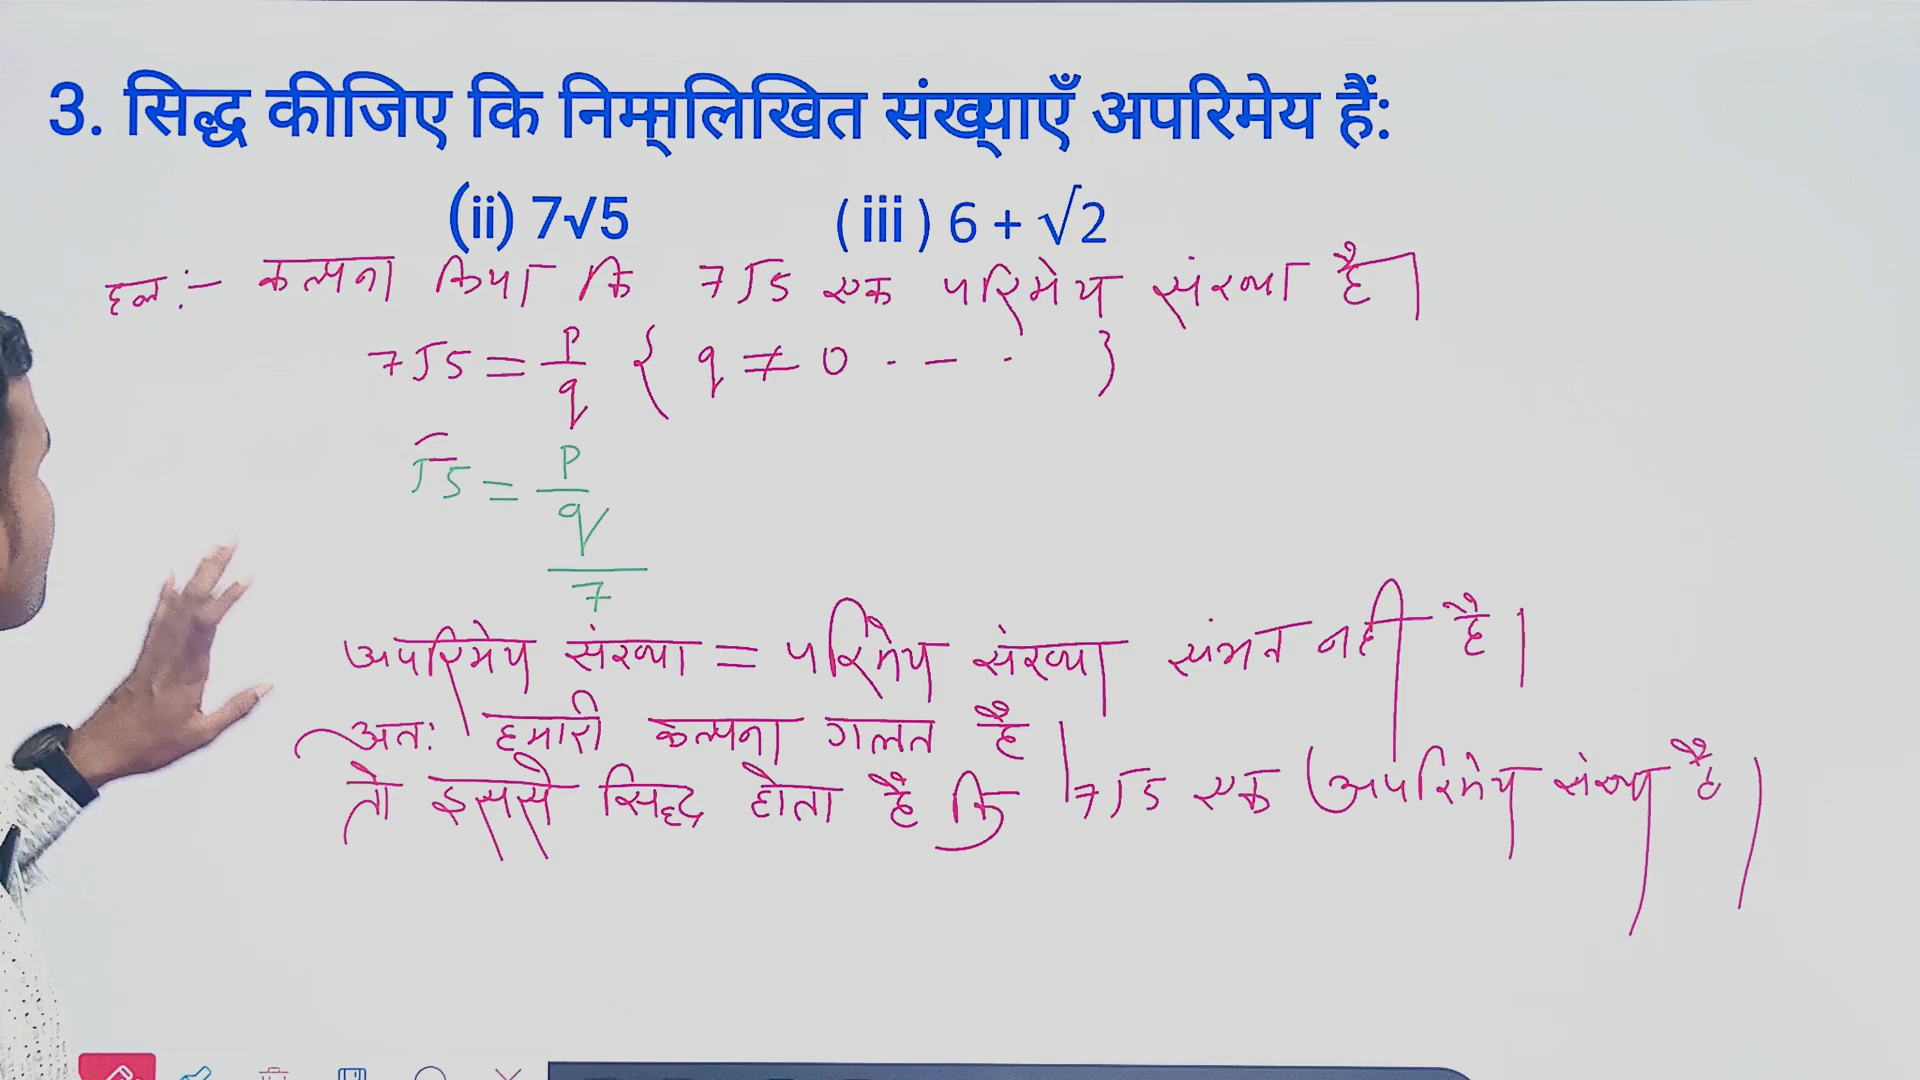 3. सिद्ध कीजिए कि निम्नलिखित संख्याएँ अपरिमेय हैं:
(ii) 7√5 (iii) 6 + √2
हल :- कल्पना किया कि 7√5 एक परिमेय संख्या है।
7√5 = p/q { q ≠ 0 . - . }
√5 = p/q/7
अपरिमेय संख्या = परिमेय संख्या संभव नहीं है।
अतः हमारी कल्पना गलत है।
तो इससे सिद्ध होता है कि 7√5 एक अपरिमेय संख्या है।